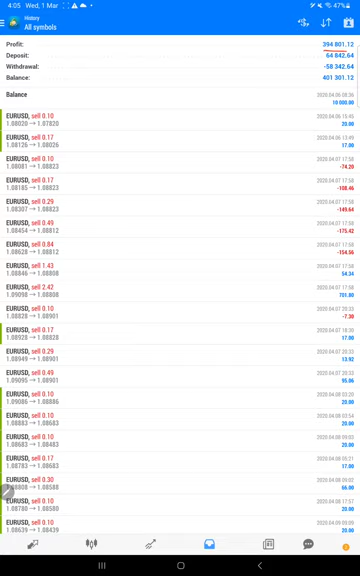 4:05 Wed, 1 Mar
47%
History
All symbols
Profit: 394 801.12
Deposit: 64 842.64
Withdrawal: -58 342.64
Balance: 401 301.12
Balance 2020.04.06 08:36
10 000.00
EURUSD, sell 0.10 2020.04.06 15:45
1.08020 → 1.07820 20.00
EURUSD, sell 0.17 2020.04.06 13:49
1.08126 → 1.08026 17.00
EURUSD, sell 0.10 2020.04.07 17:58
1.08081 → 1.08823 -74.20
EURUSD, sell 0.17 2020.04.07 17:58
1.08185 → 1.08823 -108.46
EURUSD, sell 0.29 2020.04.07 17:58
1.08307 → 1.08823 -149.64
EURUSD, sell 0.49 2020.04.07 17:58
1.08454 → 1.08812 -175.42
EURUSD, sell 0.84 2020.04.07 17:58
1.08628 → 1.08812 -154.56
EURUSD, sell 1.43 2020.04.07 17:58
1.08846 → 1.08808 54.34
EURUSD, sell 2.42 2020.04.07 17:58
1.09098 → 1.08808 701.80
EURUSD, sell 0.10 2020.04.07 20:33
1.08828 → 1.08901 -7.30
EURUSD, sell 0.17 2020.04.07 18:30
1.08928 → 1.08828 17.00
EURUSD, sell 0.29 2020.04.07 20:33
1.08949 → 1.08901 13.92
EURUSD, sell 0.49 2020.04.07 20:33
1.09095 → 1.08901 95.06
EURUSD, sell 0.10 2020.04.08 03:20
1.09086 → 1.08886 20.00
EURUSD, sell 0.10 2020.04.08 03:54
1.08883 → 1.08683 20.00
EURUSD, sell 0.10 2020.04.08 09:03
1.08683 → 1.08483 20.00
EURUSD, sell 0.17 2020.04.08 05:21
1.08783 → 1.08683 17.00
EURUSD, sell 0.30 2020.04.08 09:02
1.08808 → 1.08588 66.00
EURUSD, sell 0.10 2020.04.08 17:57
1.08780 → 1.08580 20.00
EURUSD, sell 0.10 2020.04.09 09:09
1.08639 → 1.08439 20.00